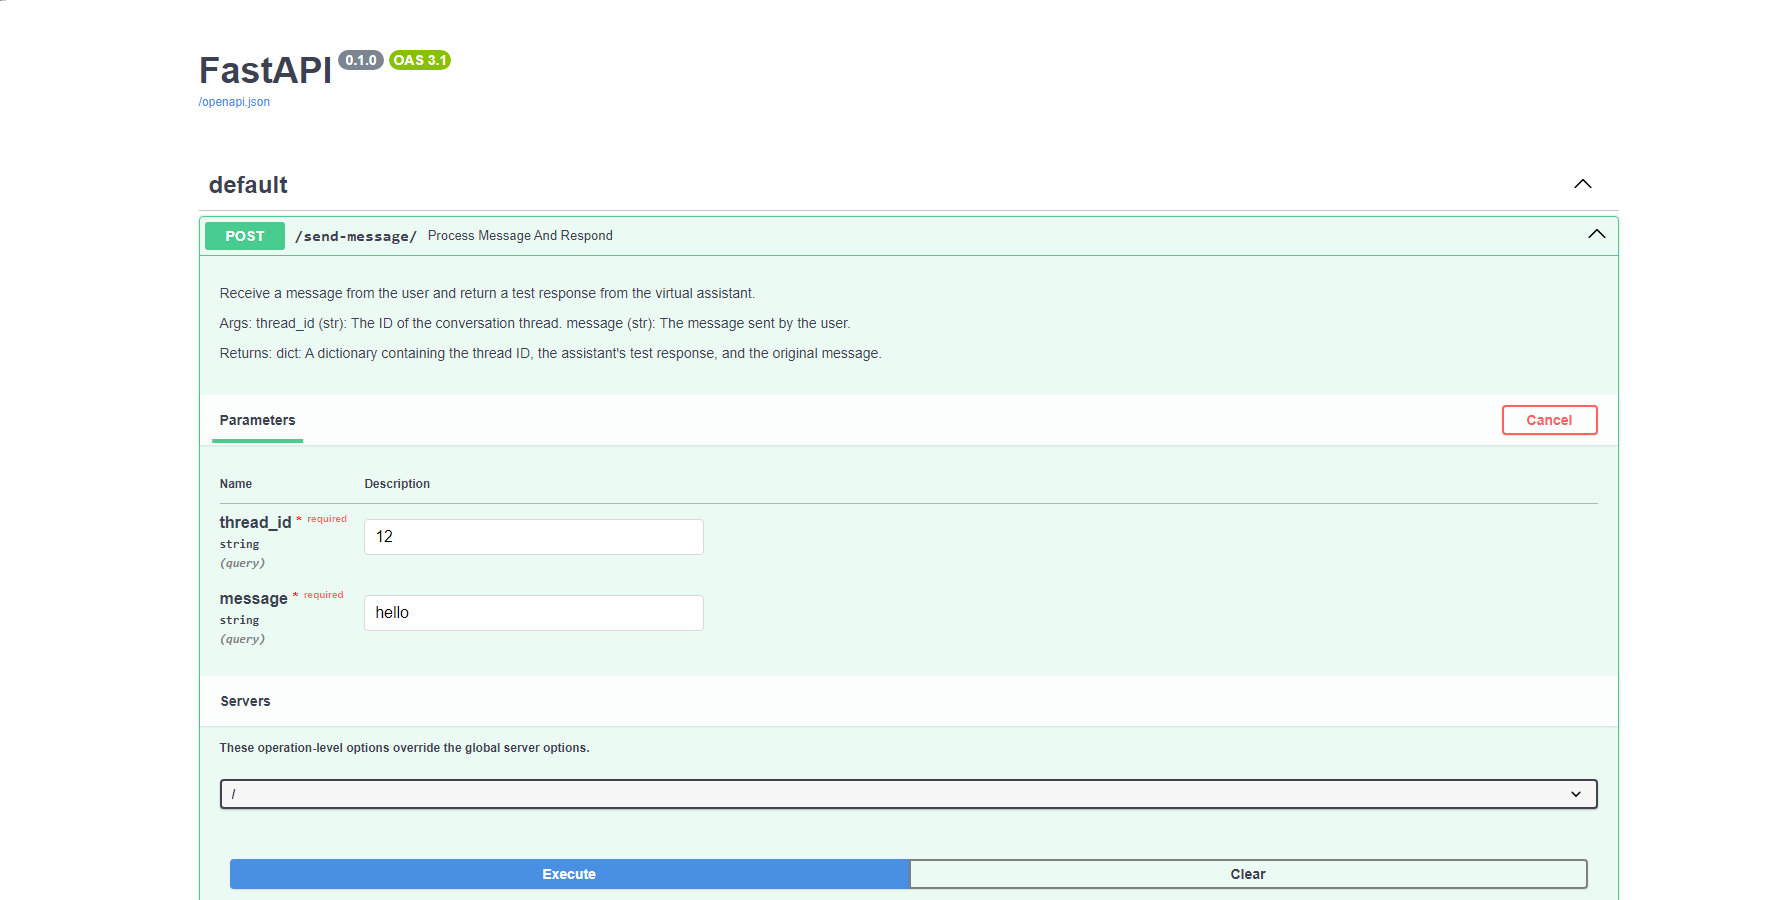 FastAPI 0.1.0 OAS 3.1
/openapi.json
default
POST /send-message/ Process Message And Respond
Receive a message from the user and return a test response from the virtual assistant.
Args: thread_id (str): The ID of the conversation thread. message (str): The message sent by the user.
Returns: dict: A dictionary containing the thread ID, the assistant's test response, and the original message.
Parameters Cancel
Name Description
thread_id * required
string
(query)
12
message * required
string
(query)
hello
Servers
These operation-level options override the global server options.
/
Execute Clear